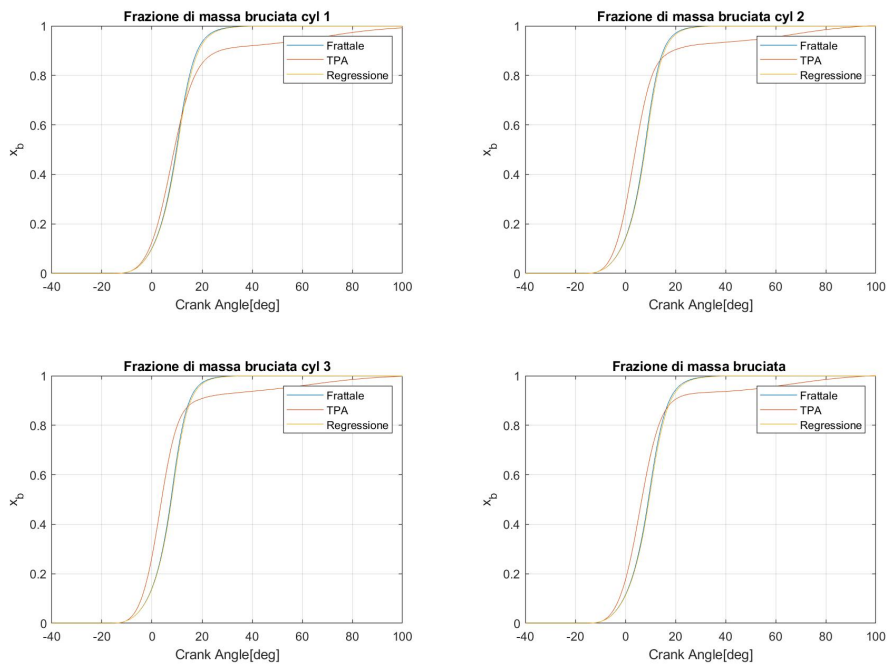 Frazione di massa bruciata cyl 1
1
0.8
0.6
0.4
0.2
0
x_b
Frattale
TPA
Regressione
-40 -20 0 20 40 60 80 100
Crank Angle[deg]
Frazione di massa bruciata cyl 2
1
0.8
0.6
0.4
0.2
0
x_b
Frattale
TPA
Regressione
-40 -20 0 20 40 60 80 100
Crank Angle[deg]
Frazione di massa bruciata cyl 3
1
0.8
0.6
0.4
0.2
0
x_b
Frattale
TPA
Regressione
-40 -20 0 20 40 60 80 100
Crank Angle[deg]
Frazione di massa bruciata
1
0.8
0.6
0.4
0.2
0
x_b
Frattale
TPA
Regressione
-40 -20 0 20 40 60 80 100
Crank Angle[deg]